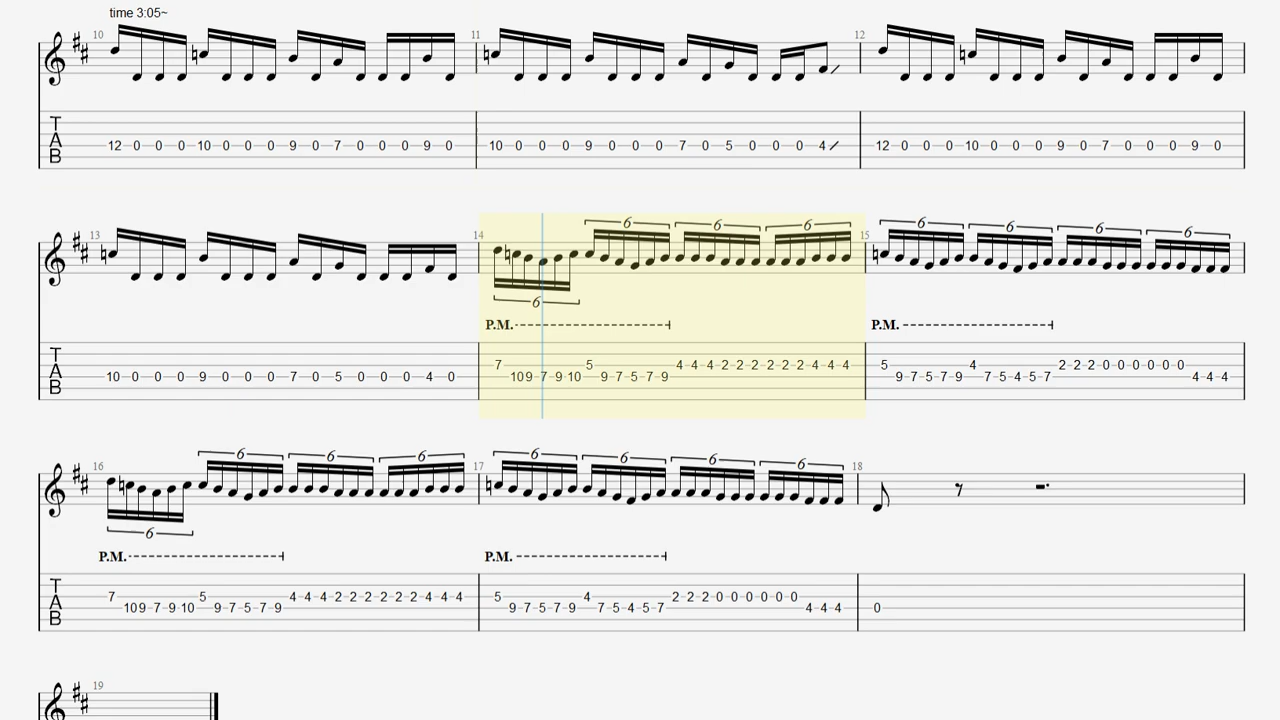 time 3:05~
10 11 12
T 12 0 0 0 10 0 0 0 9 0 7 0 0 0 9 0 10 0 0 0 9 0 0 0 7 0 5 0 0 0 4 12 0 0 0 10 0 0 0 9 0 7 0 0 0 9 0
A
B
13 14 6 6 6 15 6 6 6 6
6
P.M. P.M.
T 7 5 4 4 4 2 2 2 2 2 2 4 4 4 5 4 2 2 2 0 0 0 0 0 0
A 10 0 0 0 9 0 0 0 7 0 5 0 0 0 4 0 10 9 7 9 10 9 7 5 7 9 9 7 5 7 9 7 5 4 5 7 4 4 4
B
16 6 6 6 17 6 6 6 6 18
6
P.M. P.M.
T 7 5 4 4 4 2 2 2 2 2 2 4 4 4 5 4 2 2 2 0 0 0 0 0 0
A 10 9 7 9 10 9 7 5 7 9 9 7 5 7 9 7 5 4 5 7 4 4 4 0
B
19